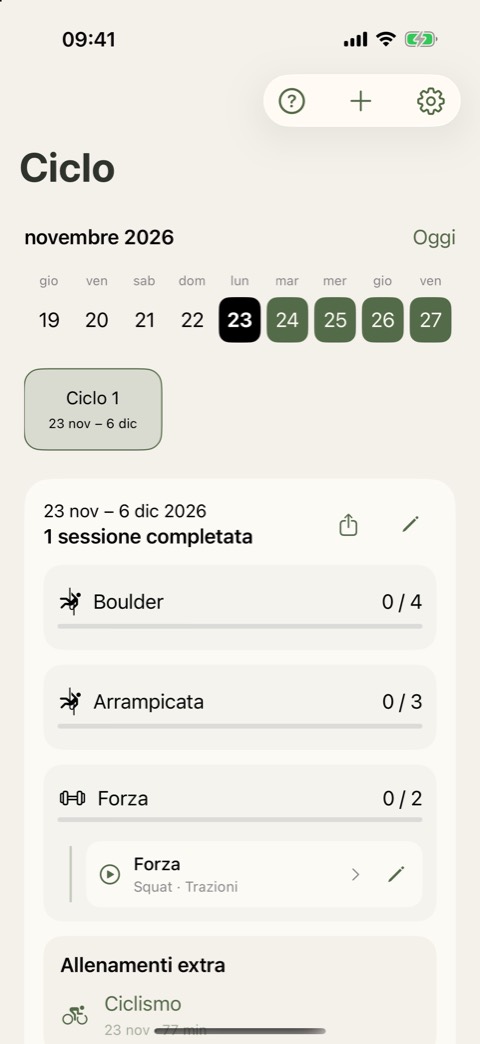 09:41
Ciclo
novembre 2026 Oggi
gio ven sab dom lun mar mer gio ven
19 20 21 22 23 24 25 26 27
Ciclo 1
23 nov – 6 dic
23 nov – 6 dic 2026
1 sessione completata
Boulder 0 / 4
Arrampicata 0 / 3
Forza 0 / 2
Forza
Squat · Trazioni
Allenamenti extra
Ciclismo
23 nov · 77 min